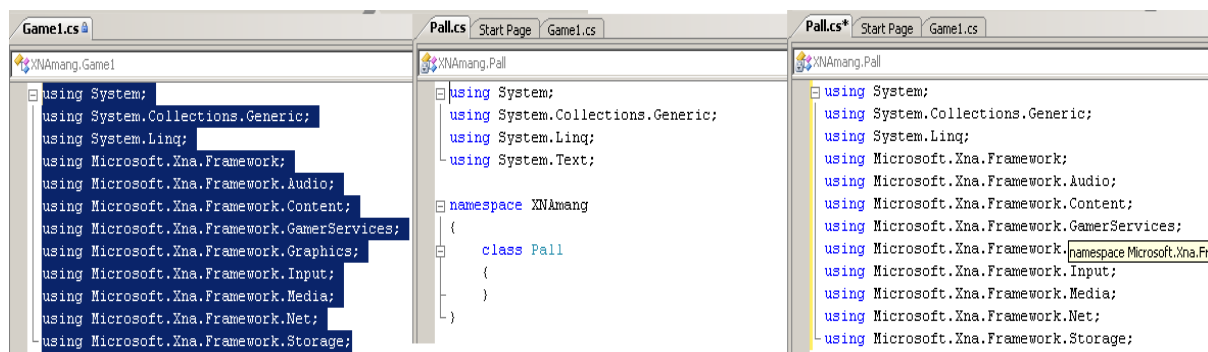 Game1.cs
XNAmang.Game1
using System;
using System.Collections.Generic;
using System.Linq;
using Microsoft.Xna.Framework;
using Microsoft.Xna.Framework.Audio;
using Microsoft.Xna.Framework.Content;
using Microsoft.Xna.Framework.GamerServices;
using Microsoft.Xna.Framework.Graphics;
using Microsoft.Xna.Framework.Input;
using Microsoft.Xna.Framework.Media;
using Microsoft.Xna.Framework.Net;
using Microsoft.Xna.Framework.Storage;
Pall.cs Start Page Game1.cs
XNAmang.Pall
using System;
using System.Collections.Generic;
using System.Linq;
using System.Text;
namespace XNAmang
{
class Pall
{
}
}
Pall.cs* Start Page Game1.cs
XNAmang.Pall
using System;
using System.Collections.Generic;
using System.Linq;
using Microsoft.Xna.Framework;
using Microsoft.Xna.Framework.Audio;
using Microsoft.Xna.Framework.Content;
using Microsoft.Xna.Framework.GamerServices;
using Microsoft.Xna.Framework.
namespace Microsoft.Xna.Fr
using Microsoft.Xna.Framework.Input;
using Microsoft.Xna.Framework.Media;
using Microsoft.Xna.Framework.Net;
using Microsoft.Xna.Framework.Storage;